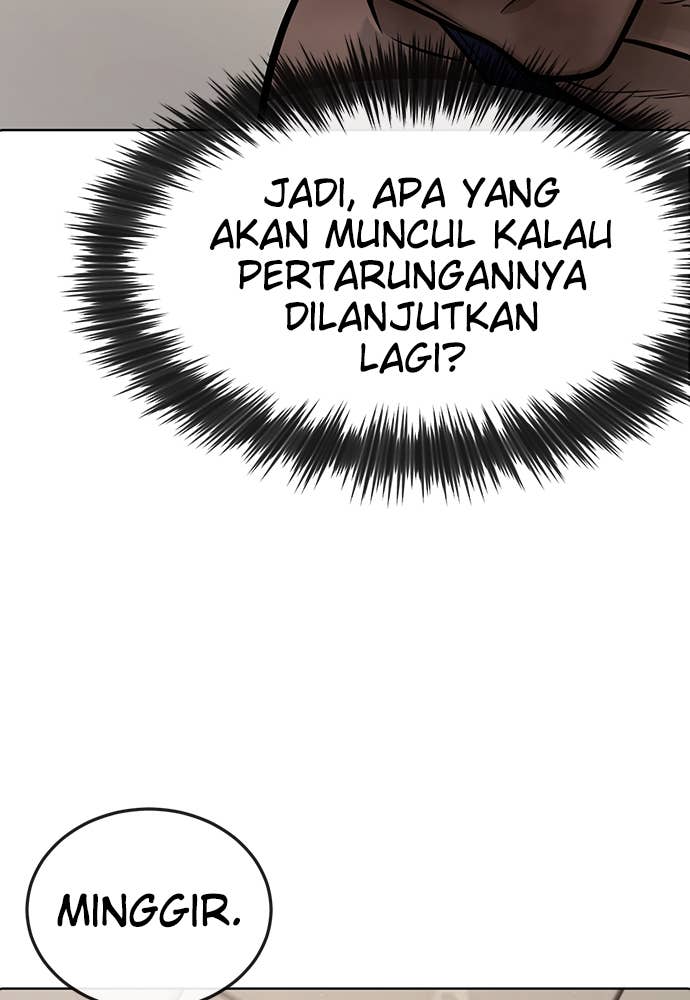 JADI, APA YANG
AKAN MUNCUL KALAU
PERTARUNGANNYA
DILANJUTKAN
LAGI?
MINGGIR.